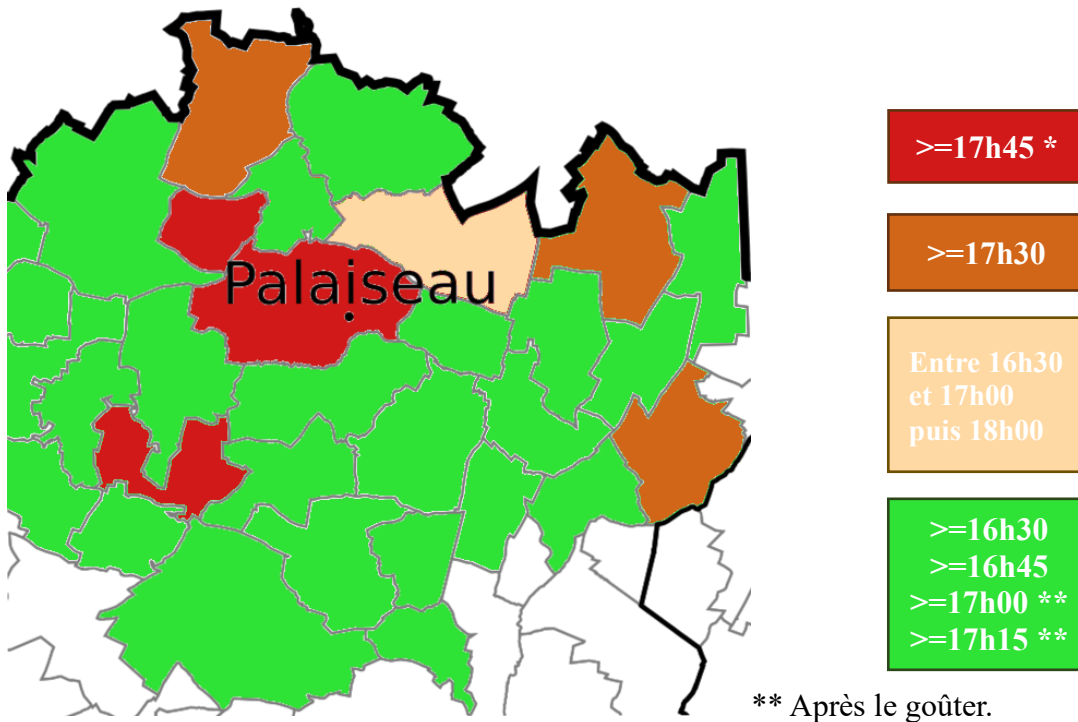 >=17h45 *
>=17h30
Palaiseau
Entre 16h30
et 17h00
puis 18h00
>=16h30
>=16h45
>=17h00 **
>=17h15 **
** Après le goûter.